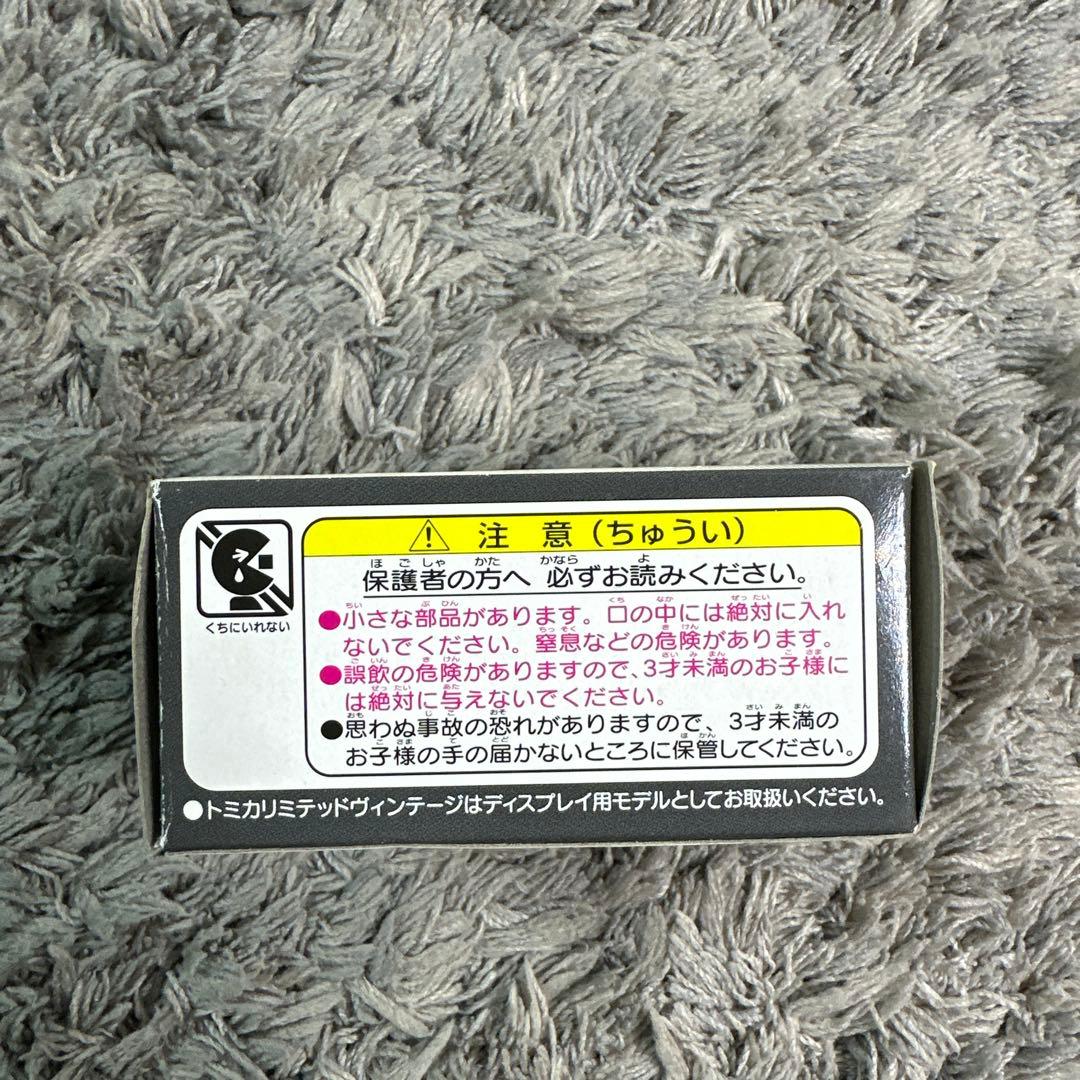 くちにいれない
注意(ちゅうい)
保護者の方へ 必ずお読みください。
●小さな部品があります。口の中には絶対に入れ
ないでください。窒息などの危険があります。
●誤飲の危険がありますので、3才未満のお子様に
は絶対に与えないでください。
●思わぬ事故の恐れがありますので、3才未満の
お子様の手の届かないところに保管してください。
●トミカリミテッドヴィンテージはディスプレイ用モデルとしてお取扱いください。